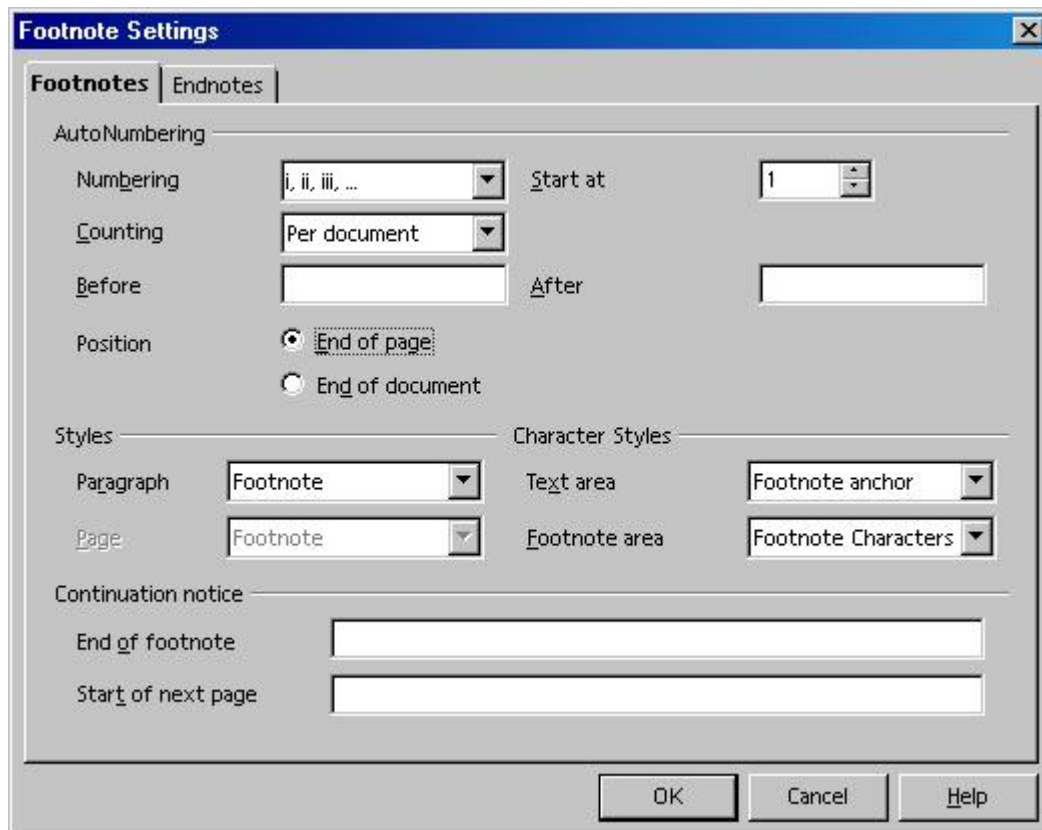 Footnote Settings
Footnotes Endnotes
AutoNumbering
Numbering i, ii, iii, ... Start at 1
Counting Per document
Before After
Position End of page
End of document
Styles Character Styles
Paragraph Footnote Text area Footnote anchor
Page Footnote Footnote area Footnote Characters
Continuation notice
End of footnote
Start of next page
OK Cancel Help